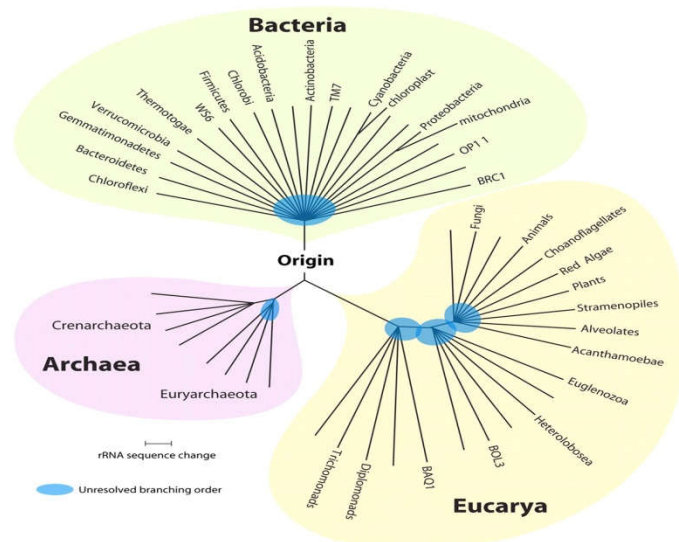 Bacteria
Acidobacteria
Actinobacteria
TM7
Cyanobacteria
chloroplast
Chlorobi
Firmicutes
WS6
Thermotogae
Verrucomicrobia
Gemmatimonadetes
Bacteroidetes
Chloroflexi
Proteobacteria
mitochondria
OP1 1
BRC1
Origin
Fungi
Animals
Choanoflagellates
Red Algae
Plants
Stramenopiles
Alveolates
Acanthamoebae
Euglenozoa
Heterolobosea
BOL3
BAQ1
Diplomonads
Trichomonads
Eucarya
Crenarchaeota
Archaea
Euryarchaeota
rRNA sequence change
Unresolved branching order